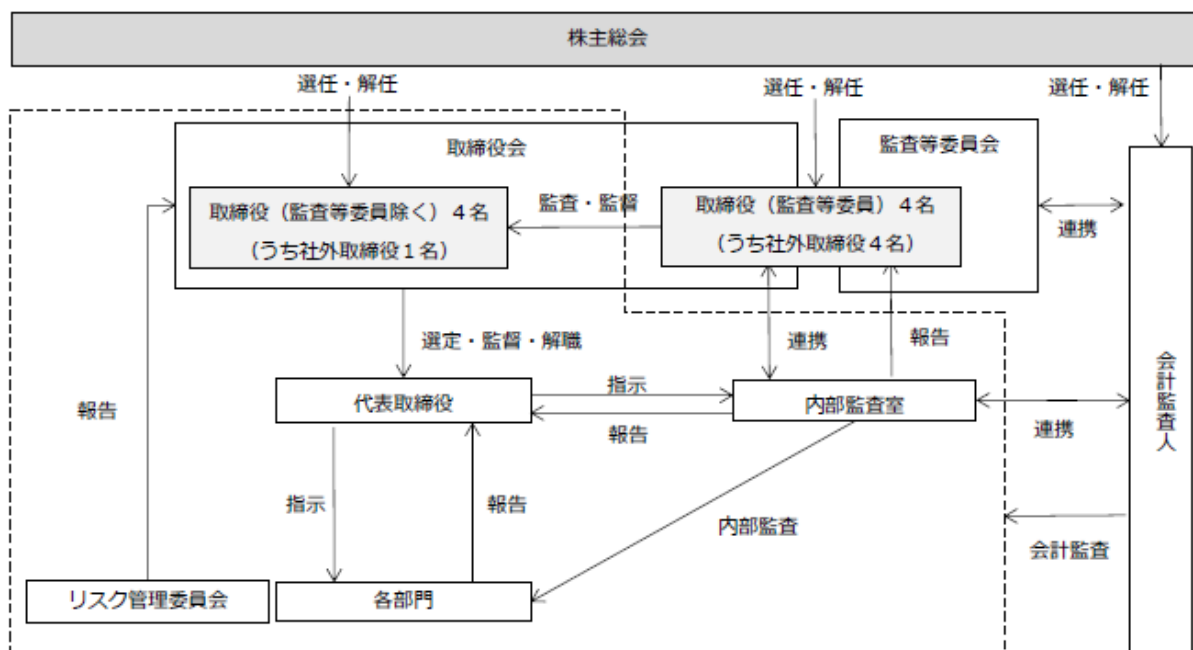 株主総会
選任・解任
選任・解任
選任・解任
取締役会
監査等委員会
取締役（監査等委員除く）４名
（うち社外取締役１名）
監査・監督
取締役（監査等委員）４名
（うち社外取締役４名）
連携
選定・監督・解職
連携
報告
会計監査人
報告
代表取締役
指示
報告
内部監査室
連携
指示
報告
内部監査
会計監査
リスク管理委員会
各部門